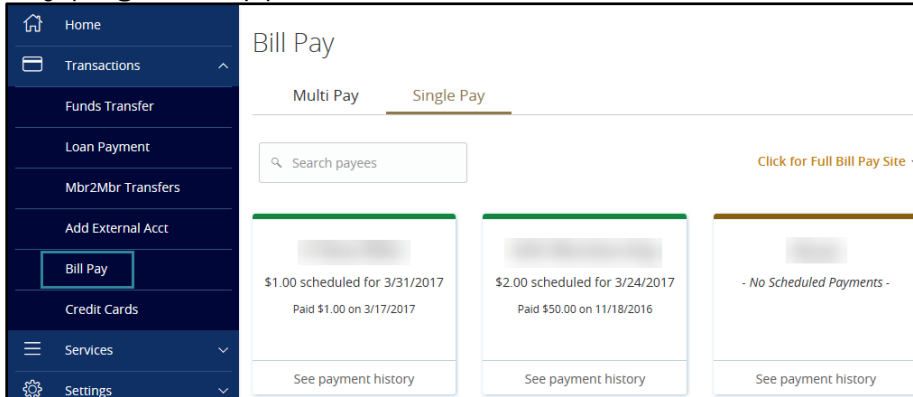 Home
Transactions
Funds Transfer
Loan Payment
Mbr2Mbr Transfers
Add External Acct
Bill Pay
Credit Cards
Services
Settings
Bill Pay
Multi Pay Single Pay
Search payees
Click for Full Bill Pay Site
$1.00 scheduled for 3/31/2017
Paid $1.00 on 3/17/2017
See payment history
$2.00 scheduled for 3/24/2017
Paid $50.00 on 11/18/2016
See payment history
- No Scheduled Payments -
See payment history